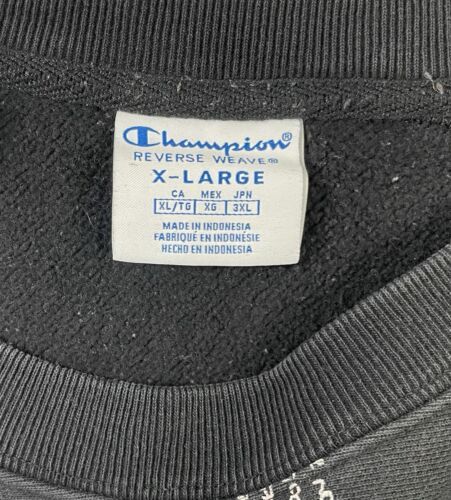 Champion®
REVERSE WEAVE®
X-LARGE
CA MEX JPN
XL/TG XG 3XL
MADE IN INDONESIA
FABRIQUÉ EN INDONÉSIE
HECHO EN INDONESIA